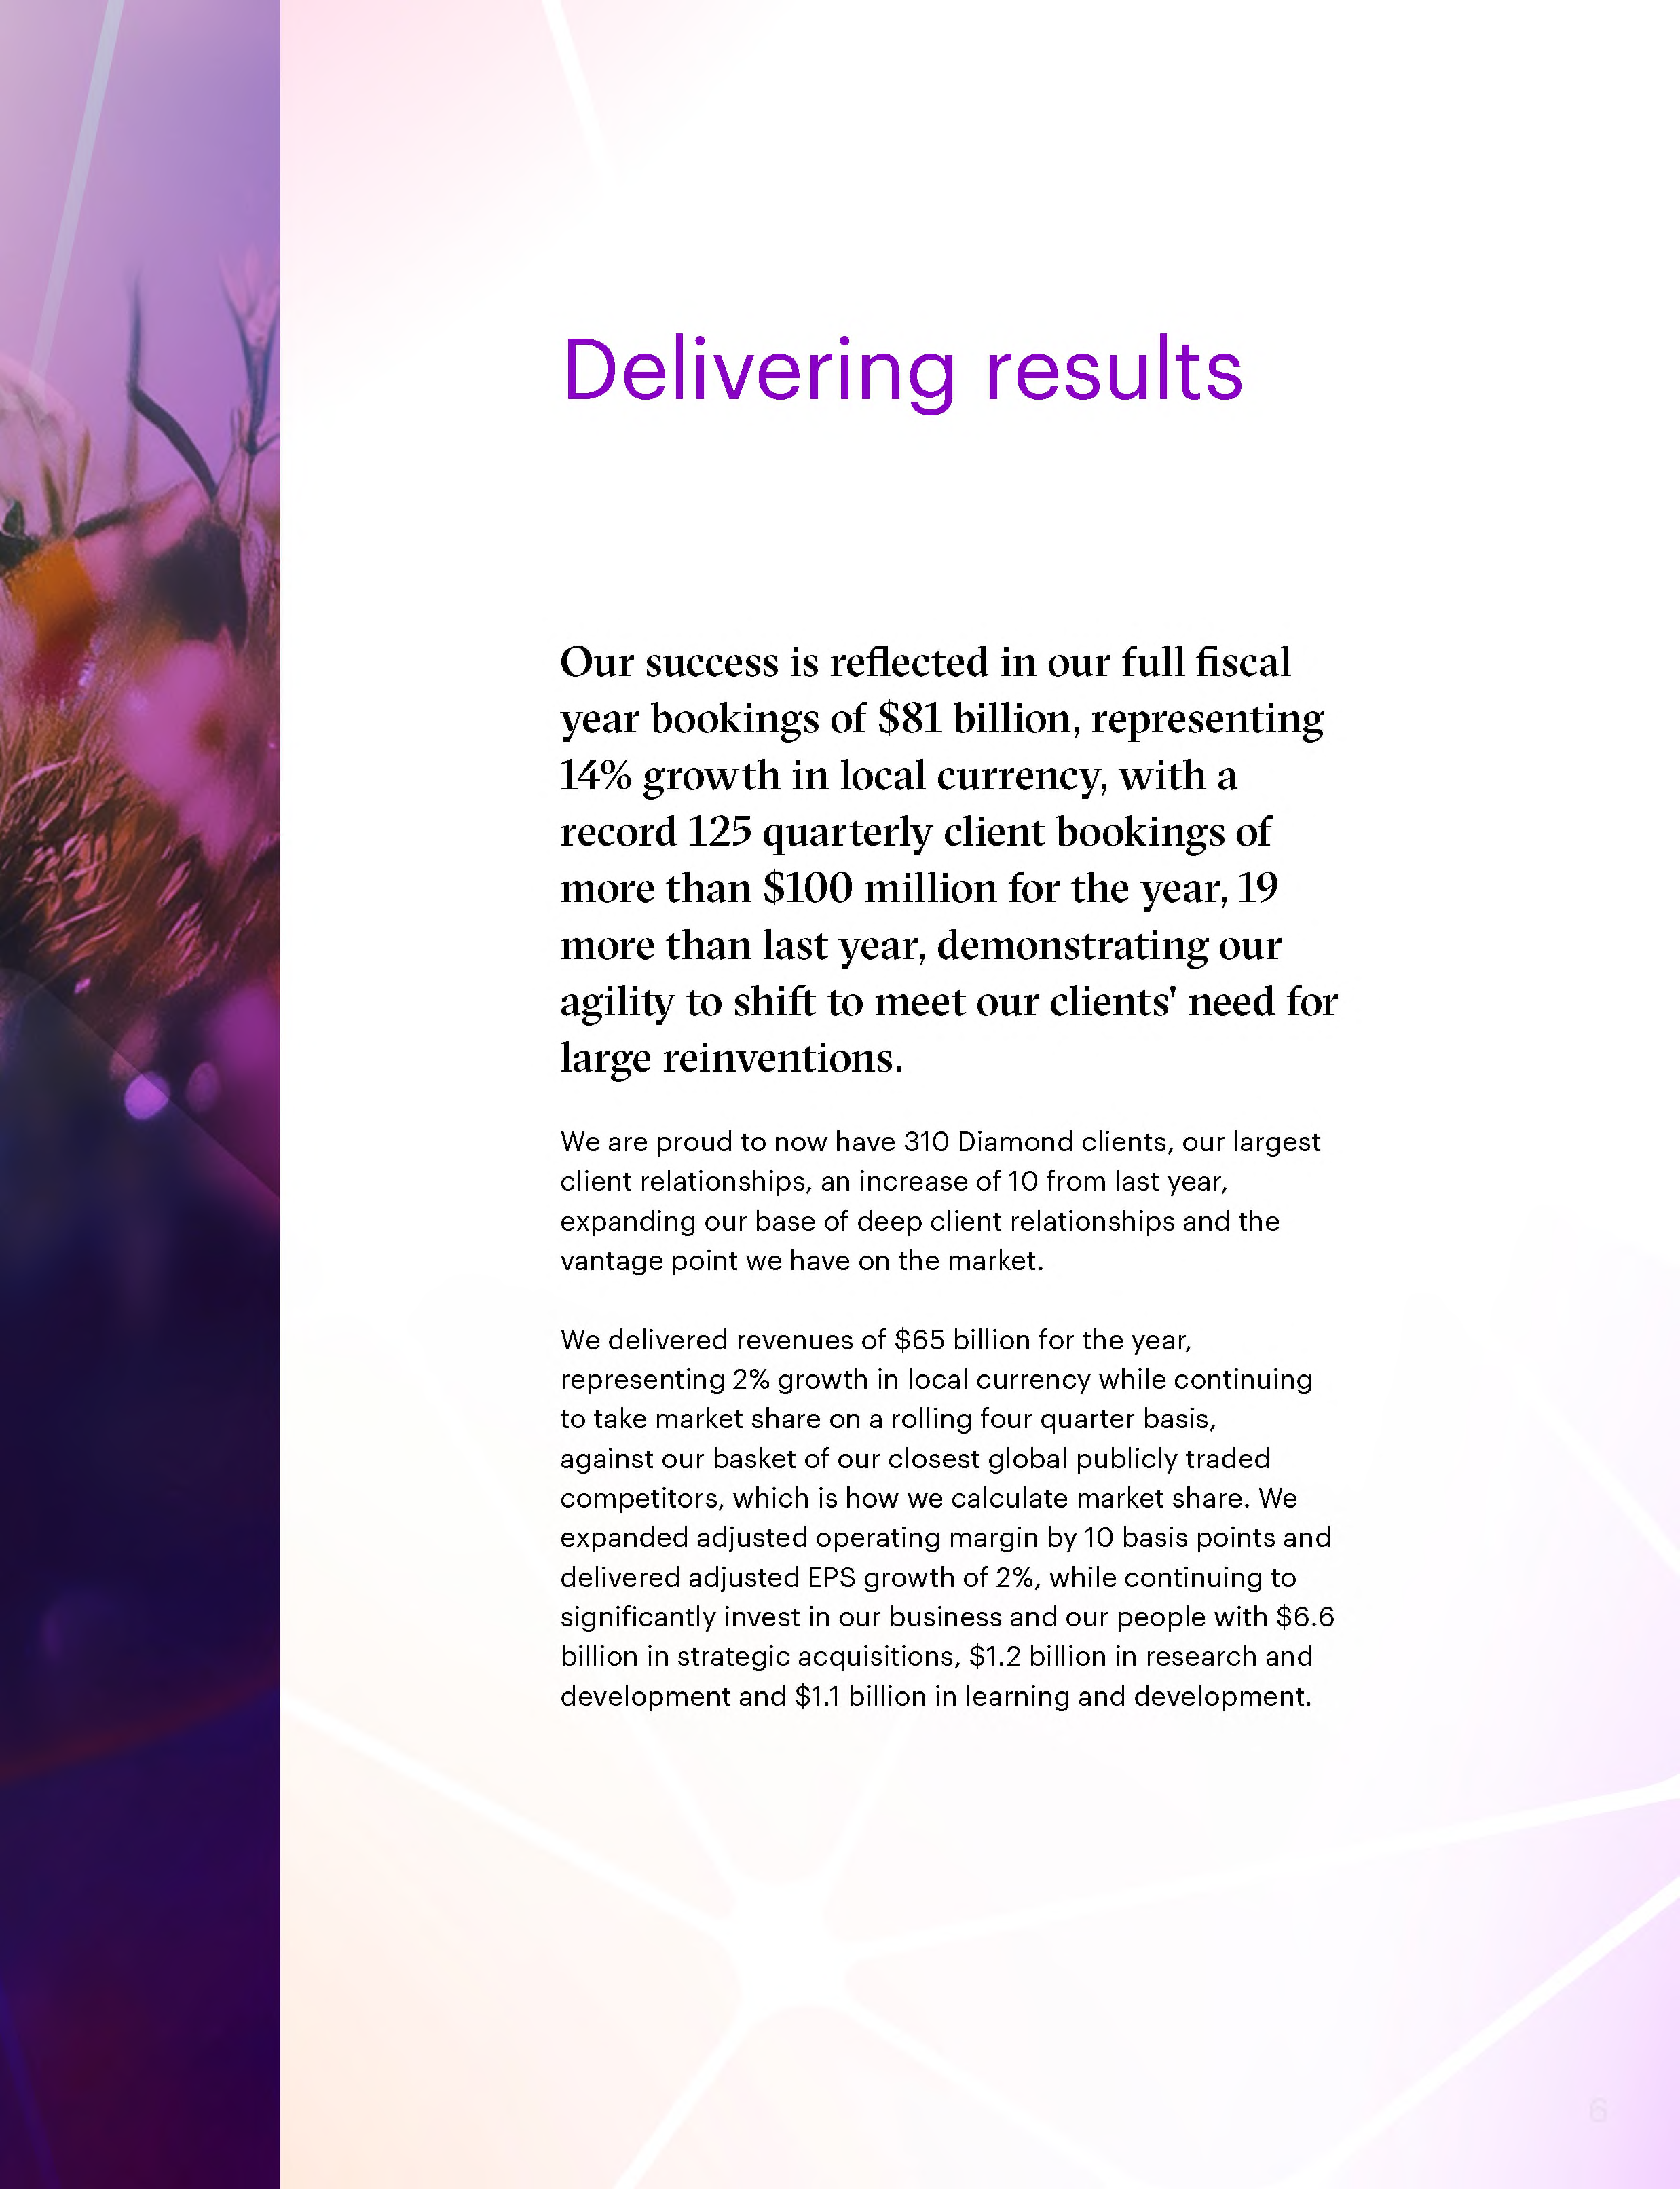 Delivering results
Our success is reflected in our full fiscal
year bookings of $81 billion, representing
14% growth in local currency, with a
record 125 quarterly client bookings of
more than $100 million for the year, 19
more than last year, demonstrating our
agility to shift to meet our clients' need for
large reinventions.
We are proud to now have 310 Diamond clients, our largest
client relationships, an increase of 10 from last year,
expanding our base of deep client relationships and the
vantage point we have on the market.
We delivered revenues of $65 billion for the year,
representing 2% growth in local currency while continuing
to take market share on a rolling four quarter basis,
against our basket of our closest global publicly traded
competitors, which is how we calculate market share. We
expanded adjusted operating margin by 10 basis points and
delivered adjusted EPS growth of 2%, while continuing to
significantly invest in our business and our people with $6.6
billion in strategic acquisitions, $1.2 billion in research and
development and $1.1 billion in learning and development.
6